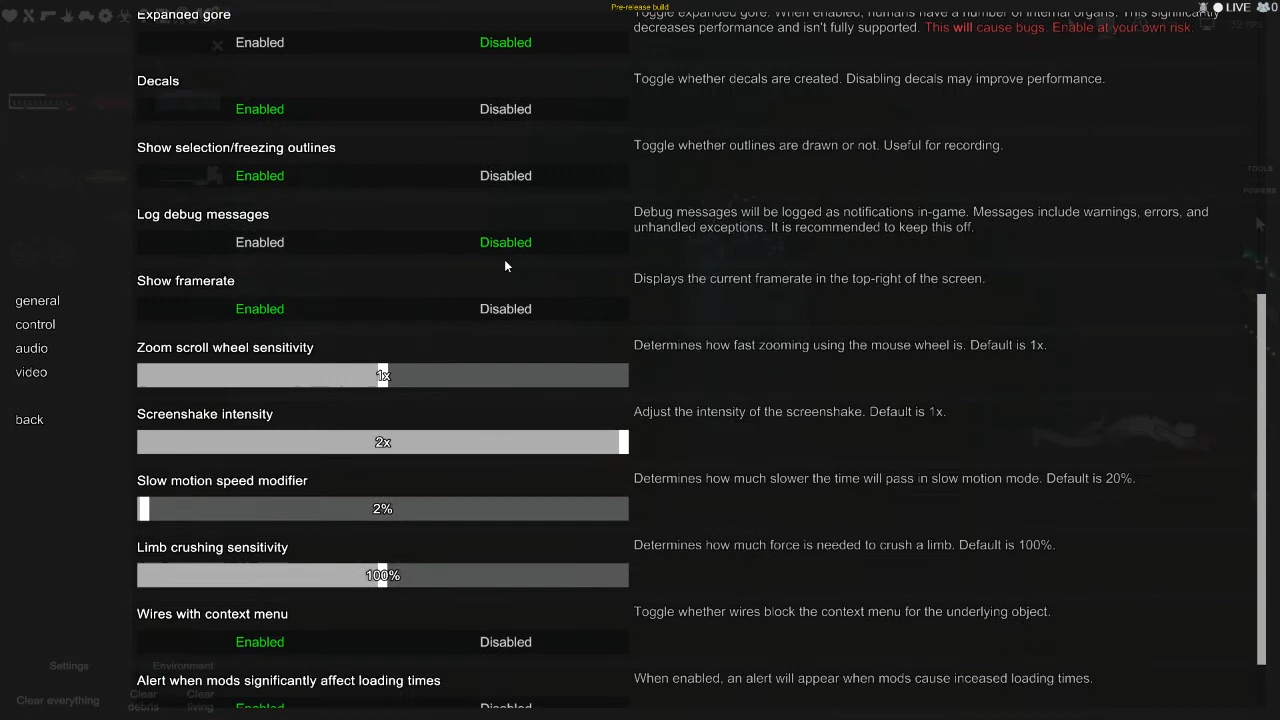 Pre-release build
LIVE 0
Expanded gore
Toggle expanded gore. When enabled, humans have a number of internal organs. This significantly
decreases performance and isn't fully supported. This will cause bugs. Enable at your own risk.
Enabled Disabled
Decals
Toggle whether decals are created. Disabling decals may improve performance.
Enabled Disabled
Show selection/freezing outlines
Toggle whether outlines are drawn or not. Useful for recording.
Enabled Disabled
TOOLS
POWERS
Log debug messages
Debug messages will be logged as notifications in-game. Messages include warnings, errors, and
unhandled exceptions. It is recommended to keep this off.
Enabled Disabled
Show framerate
Displays the current framerate in the top-right of the screen.
Enabled Disabled
general
control
audio
video
back
Zoom scroll wheel sensitivity
Determines how fast zooming using the mouse wheel is. Default is 1x.
1x
Screenshake intensity
Adjust the intensity of the screenshake. Default is 1x.
2x
Slow motion speed modifier
Determines how much slower the time will pass in slow motion mode. Default is 20%.
2%
Limb crushing sensitivity
Determines how much force is needed to crush a limb. Default is 100%.
100%
Wires with context menu
Toggle whether wires block the context menu for the underlying object.
Enabled Disabled
Settings Environment
Alert when mods significantly affect loading times
When enabled, an alert will appear when mods cause inceased loading times.
Enabled Disabled
Clear everything
Clear debris
Clear living